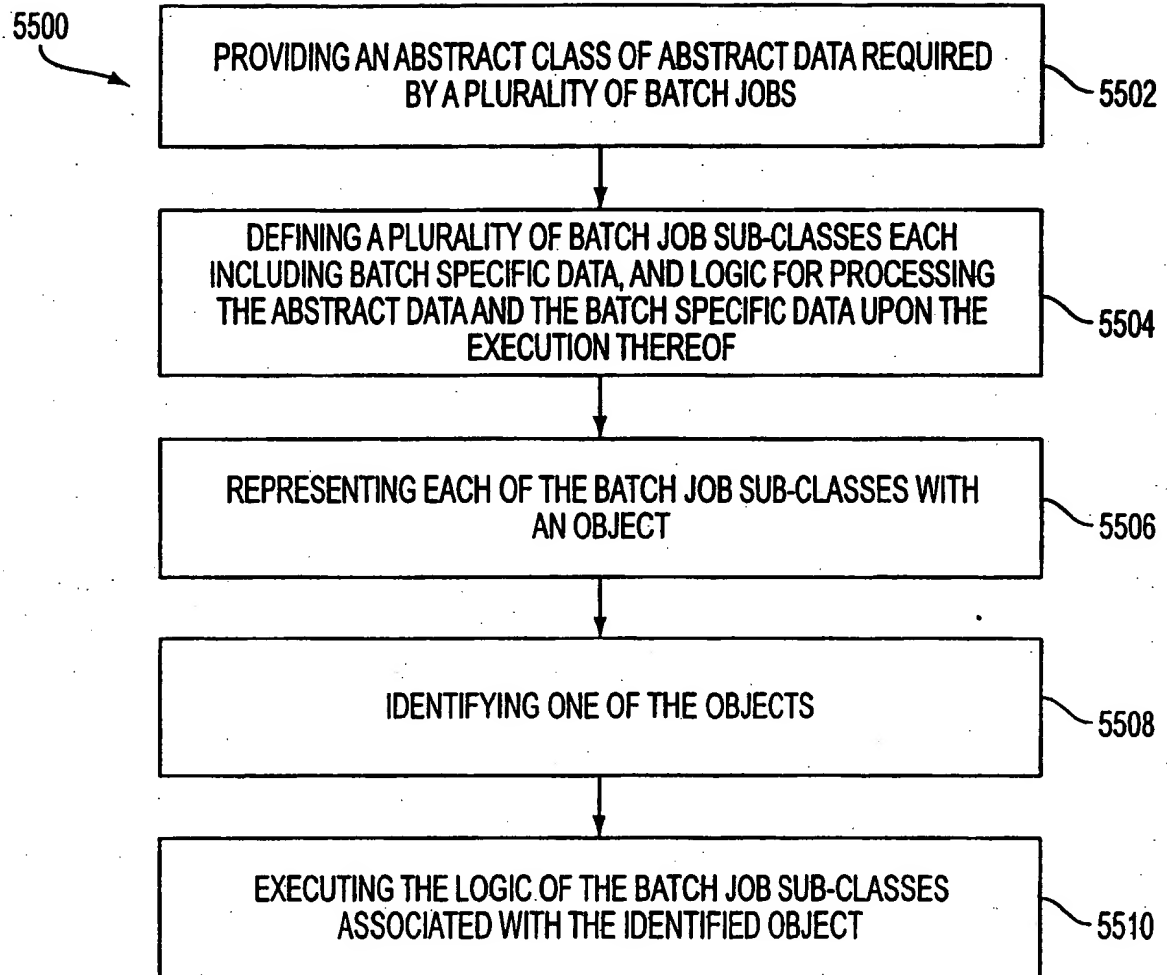 5500
PROVIDING AN ABSTRACT CLASS OF ABSTRACT DATA REQUIRED
BY A PLURALITY OF BATCH JOBS
5502
DEFINING A PLURALITY OF BATCH JOB SUB-CLASSES EACH
INCLUDING BATCH SPECIFIC DATA, AND LOGIC FOR PROCESSING
THE ABSTRACT DATA AND THE BATCH SPECIFIC DATA UPON THE
EXECUTION THEREOF
5504
REPRESENTING EACH OF THE BATCH JOB SUB-CLASSES WITH
AN OBJECT
5506
IDENTIFYING ONE OF THE OBJECTS
5508
EXECUTING THE LOGIC OF THE BATCH JOB SUB-CLASSES
ASSOCIATED WITH THE IDENTIFIED OBJECT
5510